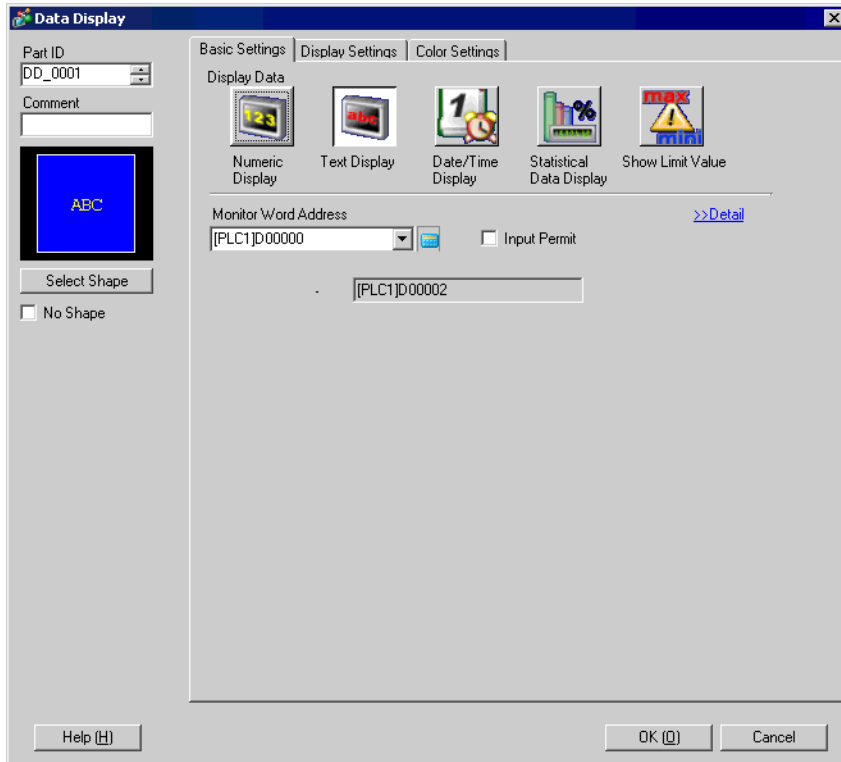 Data Display
Part ID
DD_0001
Comment
ABC
Select Shape
No Shape
Basic Settings
Display Settings
Color Settings
Display Data
123
abc
1
%
max
mini
Numeric
Display
Text Display
Date/Time
Display
Statistical
Data Display
Show Limit Value
Monitor Word Address
>>Detail
[PLC1]D00000
Input Permit
-
[PLC1]D00002
Help (H)
OK (O)
Cancel